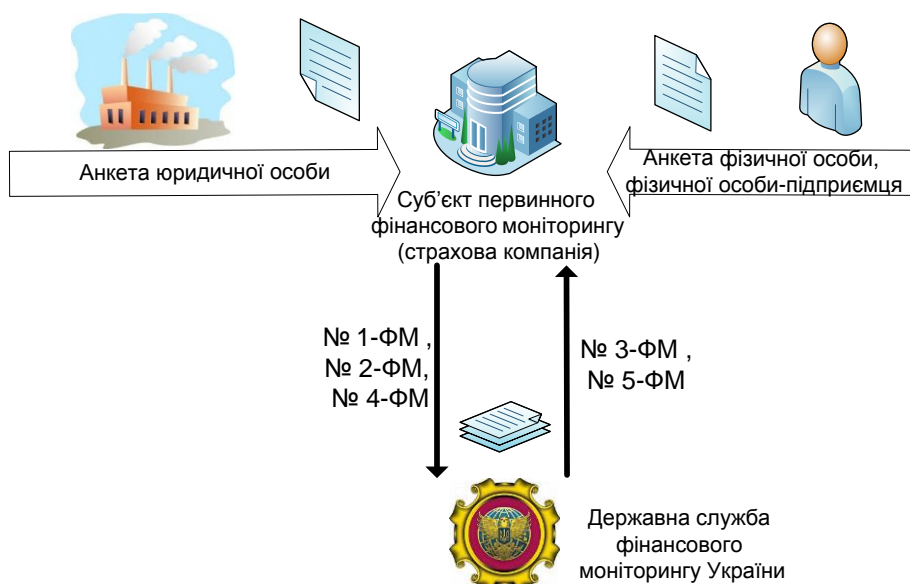 Анкета юридичної особи
Анкета фізичної особи,
фізичної особи-підприємця
Суб’єкт первинного
фінансового моніторингу
(страхова компанія)
№ 1-ФМ ,
№ 2-ФМ,
№ 4-ФМ
№ 3-ФМ ,
№ 5-ФМ
Державна служба
фінансового
моніторингу України